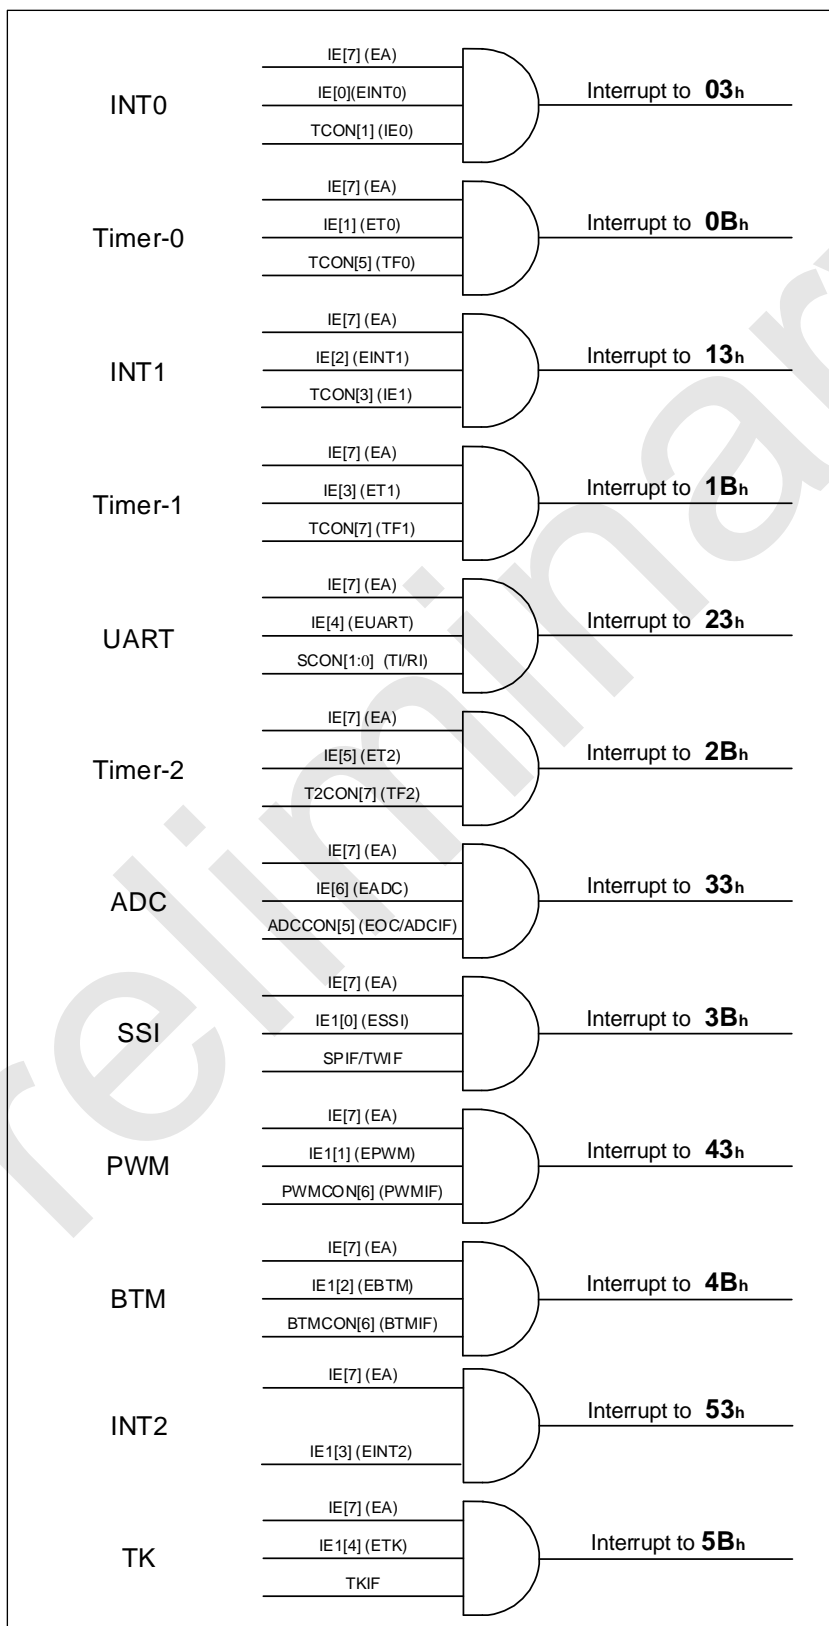 IE[7] (EA)
INT0
IE[0](EINT0)
Interrupt to 03h
TCON[1] (IE0)
IE[7] (EA)
Timer-0
IE[1] (ET0)
Interrupt to 0Bh
TCON[5] (TF0)
IE[7] (EA)
INT1
IE[2] (EINT1)
Interrupt to 13h
TCON[3] (IE1)
IE[7] (EA)
Timer-1
IE[3] (ET1)
Interrupt to 1Bh
TCON[7] (TF1)
IE[7] (EA)
UART
IE[4] (EUART)
Interrupt to 23h
SCON[1:0] (TI/RI)
IE[7] (EA)
Timer-2
IE[5] (ET2)
Interrupt to 2Bh
T2CON[7] (TF2)
IE[7] (EA)
ADC
IE[6] (EADC)
Interrupt to 33h
ADCCON[5] (EOC/ADCIF)
IE[7] (EA)
SSI
IE1[0] (ESSI)
Interrupt to 3Bh
SPIF/TWIF
IE[7] (EA)
PWM
IE1[1] (EPWM)
Interrupt to 43h
PWMCON[6] (PWMIF)
IE[7] (EA)
BTM
IE1[2] (EBTM)
Interrupt to 4Bh
BTMCON[6] (BTMIF)
IE[7] (EA)
INT2
Interrupt to 53h
IE1[3] (EINT2)
IE[7] (EA)
TK
IE1[4] (ETK)
Interrupt to 5Bh
TKIF
reliminar